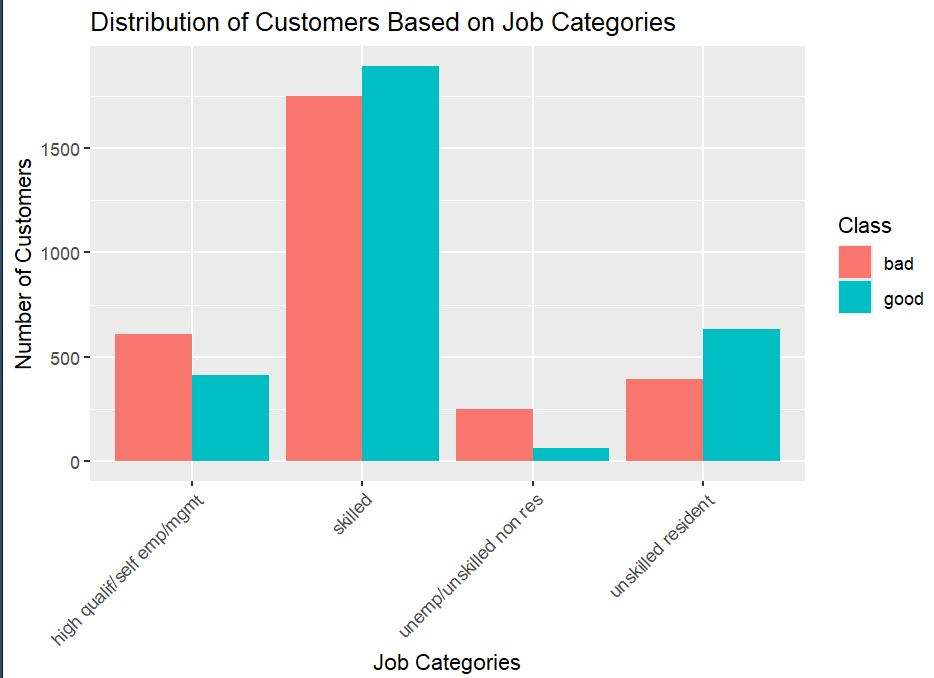 Distribution of Customers Based on Job Categories
Number of Customers
1500
1000
500
0
high qualif/self emp/mgmt
skilled
unemp/unskilled non res
unskilled resident
Job Categories
Class
bad
good